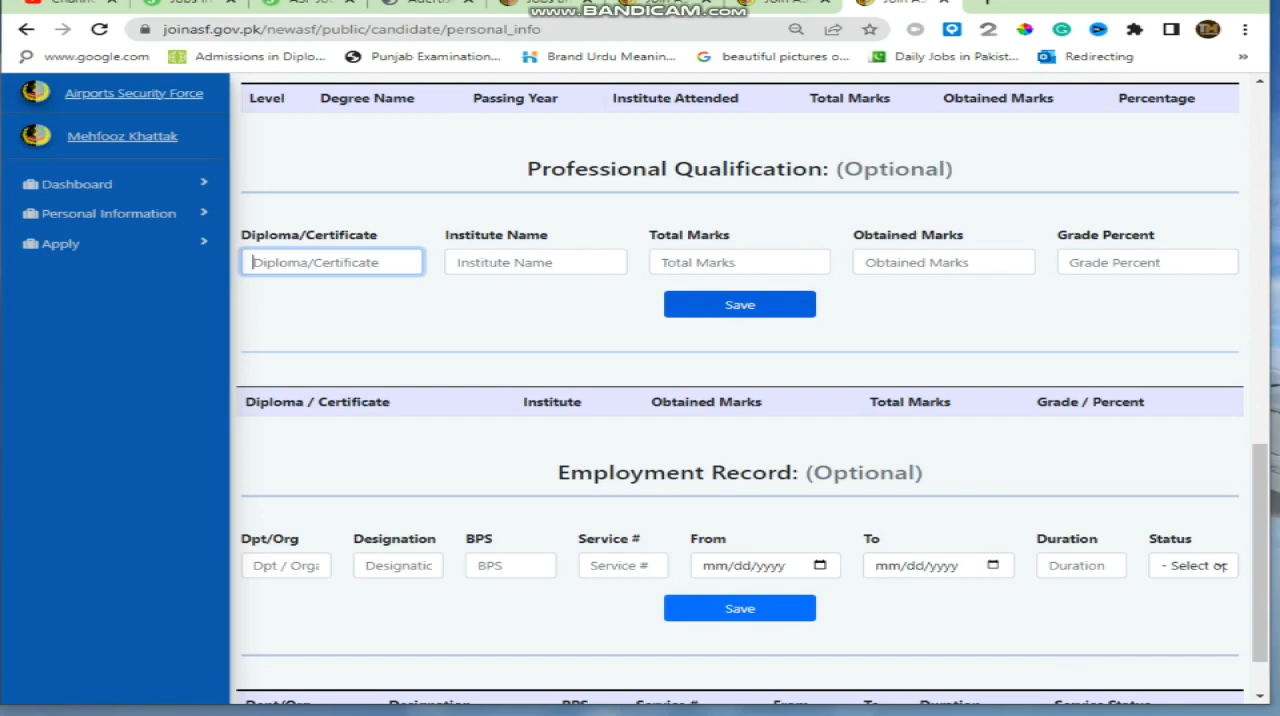 www.BANDICAM.com
joinasf.gov.pk/newasf/public/candidate/personal_info
www.google.com Admissions in Diplo... Punjab Examination... Brand Urdu Meanin... beautiful pictures o... Daily Jobs in Pakist... Redirecting »
Airports Security Force
Mehfooz Khattak
Dashboard
Personal Information
Apply
Level Degree Name Passing Year Institute Attended Total Marks Obtained Marks Percentage
Professional Qualification: (Optional)
Diploma/Certificate Institute Name Total Marks Obtained Marks Grade Percent
Diploma/Certificate Institute Name Total Marks Obtained Marks Grade Percent
Save
Diploma / Certificate Institute Obtained Marks Total Marks Grade / Percent
Employment Record: (Optional)
Dpt/Org Designation BPS Service # From To Duration Status
Dpt / Orga Designatic BPS Service # mm/dd/yyyy mm/dd/yyyy Duration - Select op
Save